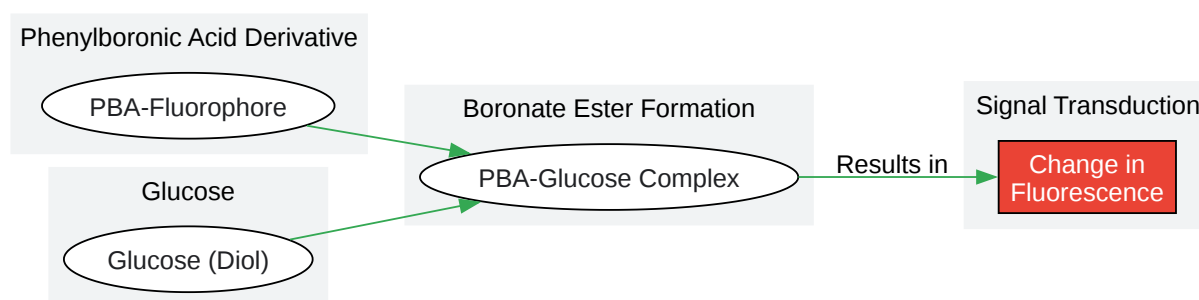 Phenylboronic Acid Derivative
PBA-Fluorophore
Glucose
Glucose (Diol)
Boronate Ester Formation
PBA-Glucose Complex
Results in
Signal Transduction
Change in
Fluorescence